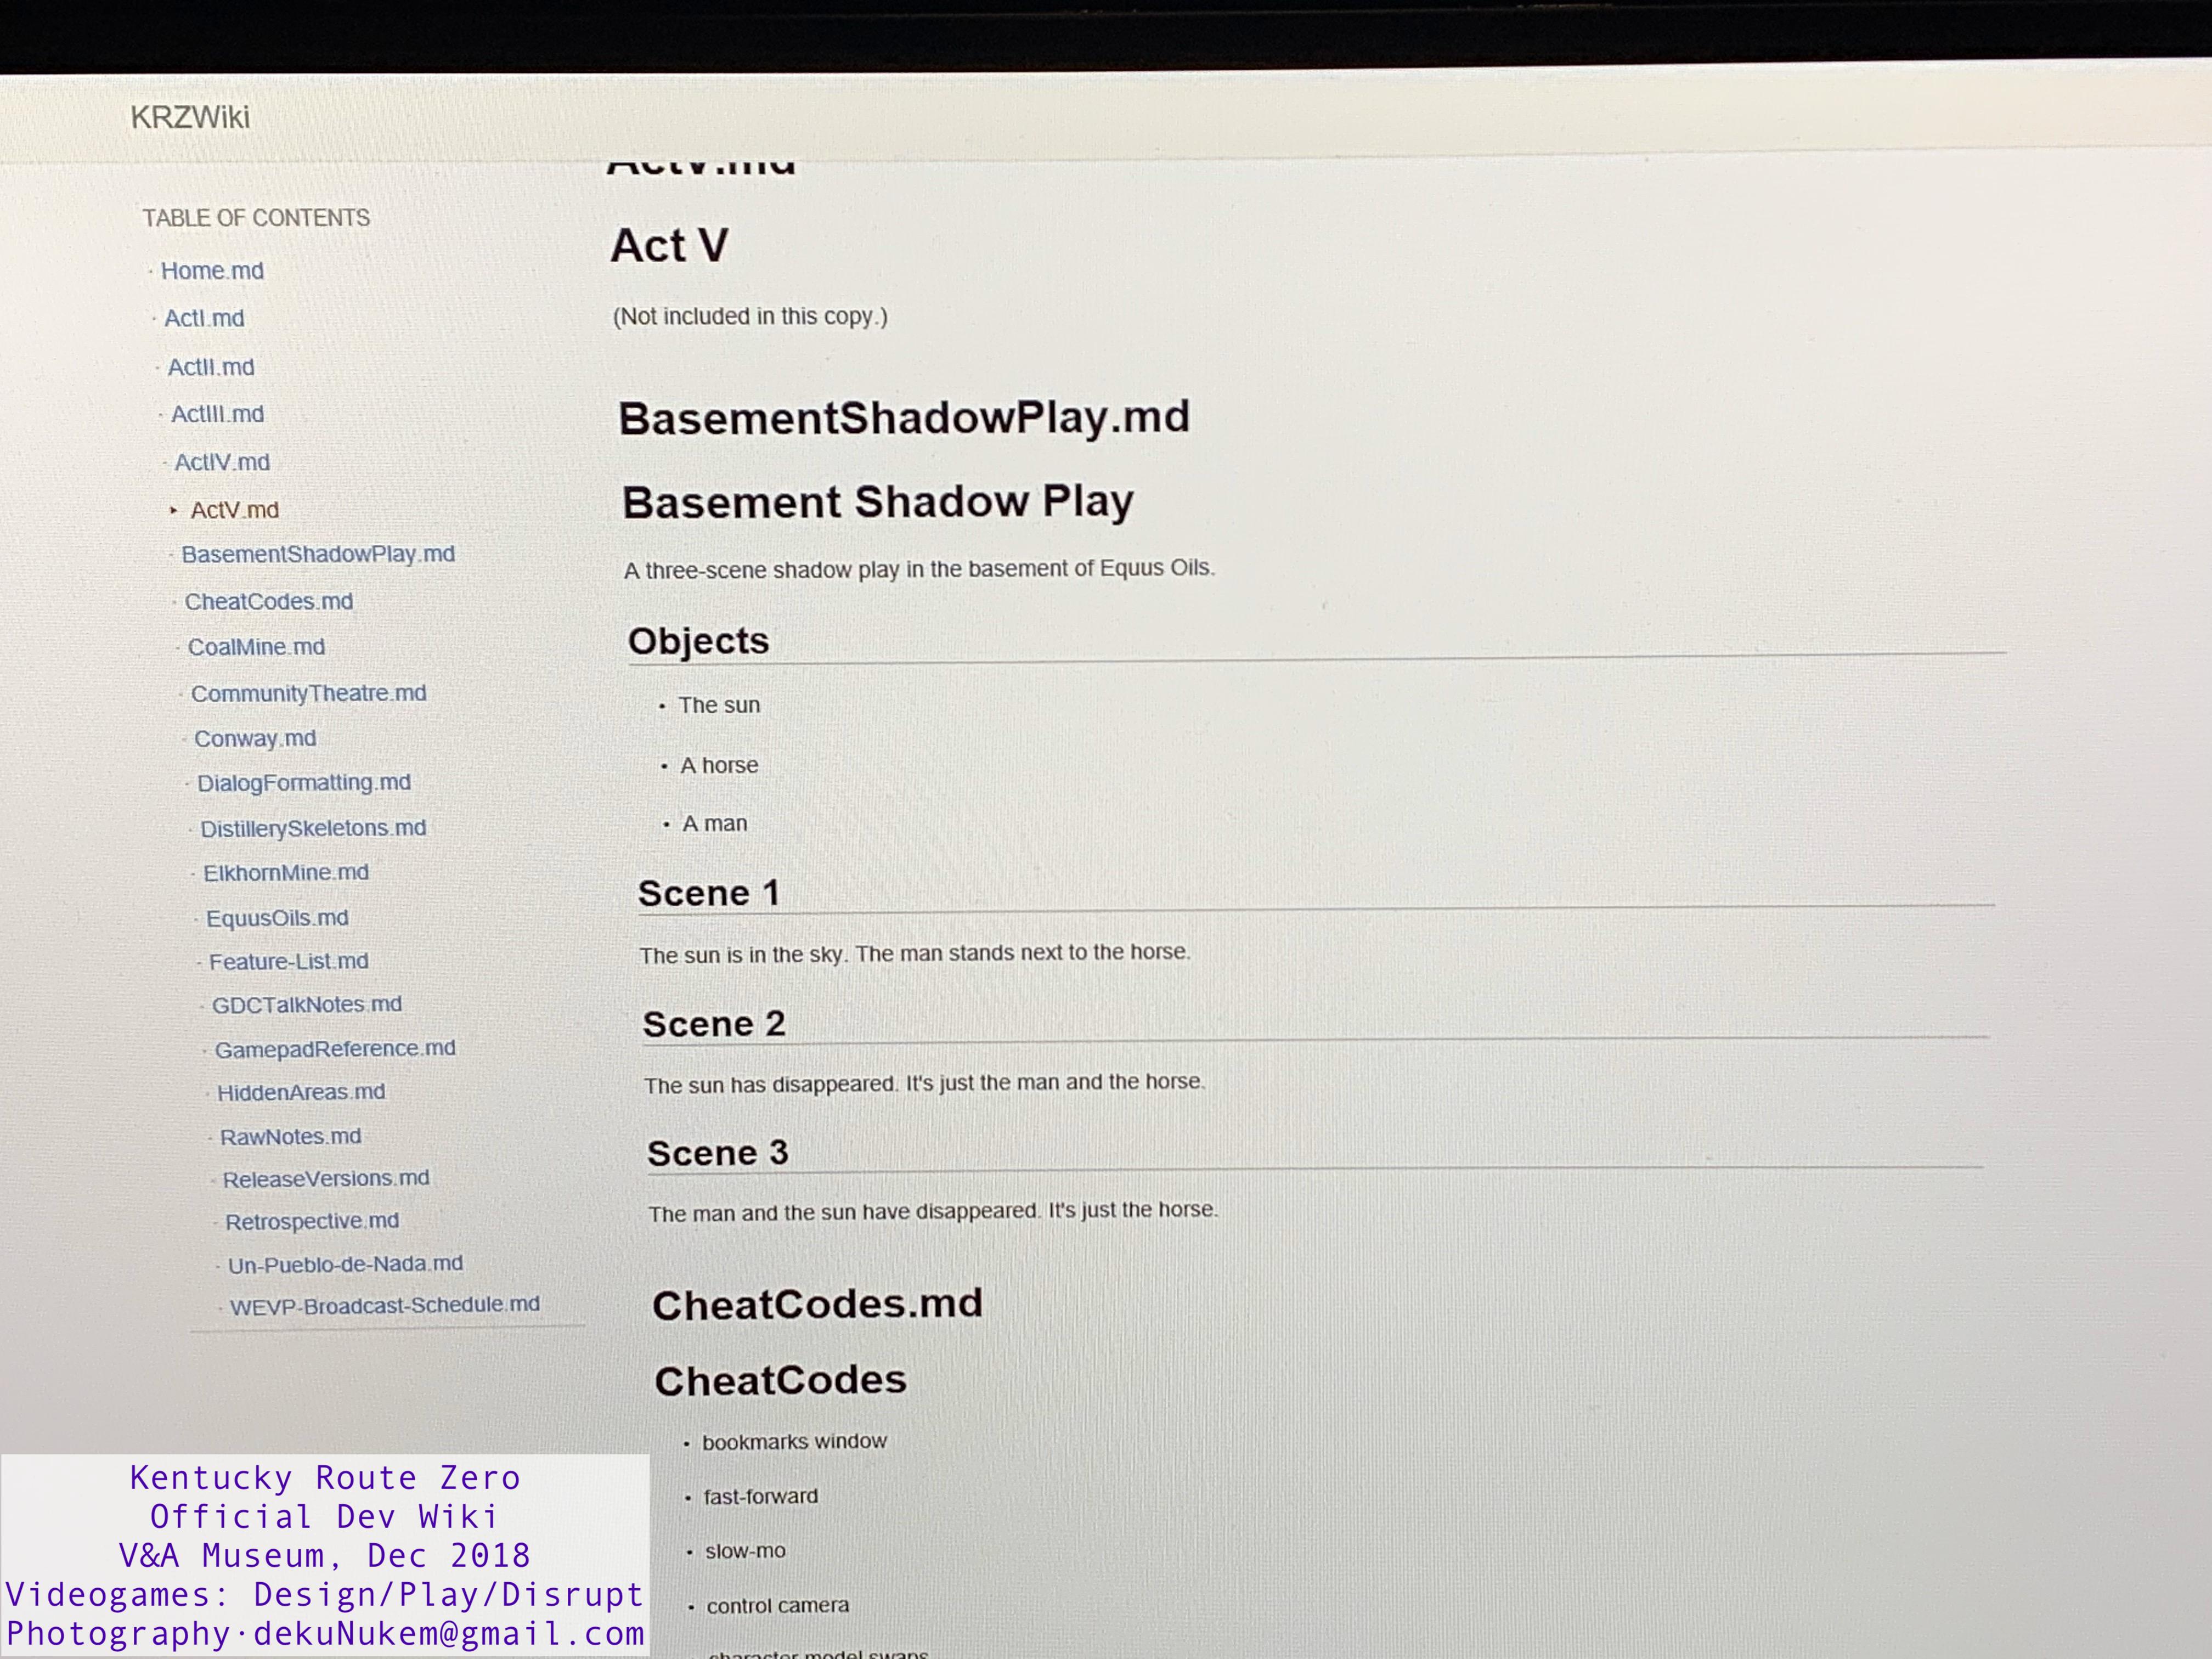 KRZWiki
TABLE OF CONTENTS
· Home.md
· ActI.md
· ActII.md
· ActIII.md
· ActIV.md
‣ ActV.md
· BasementShadowPlay.md
· CheatCodes.md
· CoalMine.md
· CommunityTheatre.md
· Conway.md
· DialogFormatting.md
· DistillerySkeletons.md
· ElkhornMine.md
· EquusOils.md
· Feature-List.md
· GDCTalkNotes.md
· GamepadReference.md
· HiddenAreas.md
· RawNotes.md
· ReleaseVersions.md
· Retrospective.md
· Un-Pueblo-de-Nada.md
· WEVP-Broadcast-Schedule.md
ActV.md
Act V
(Not included in this copy.)
BasementShadowPlay.md
Basement Shadow Play
A three-scene shadow play in the basement of Equus Oils.
Objects
• The sun
• A horse
• A man
Scene 1
The sun is in the sky. The man stands next to the horse.
Scene 2
The sun has disappeared. It's just the man and the horse.
Scene 3
The man and the sun have disappeared. It's just the horse.
CheatCodes.md
CheatCodes
• bookmarks window
• fast-forward
• slow-mo
• control camera
character model swaps
Kentucky Route Zero
Official Dev Wiki
V&A Museum, Dec 2018
Videogames: Design/Play/Disrupt
Photography·dekuNukem@gmail.com